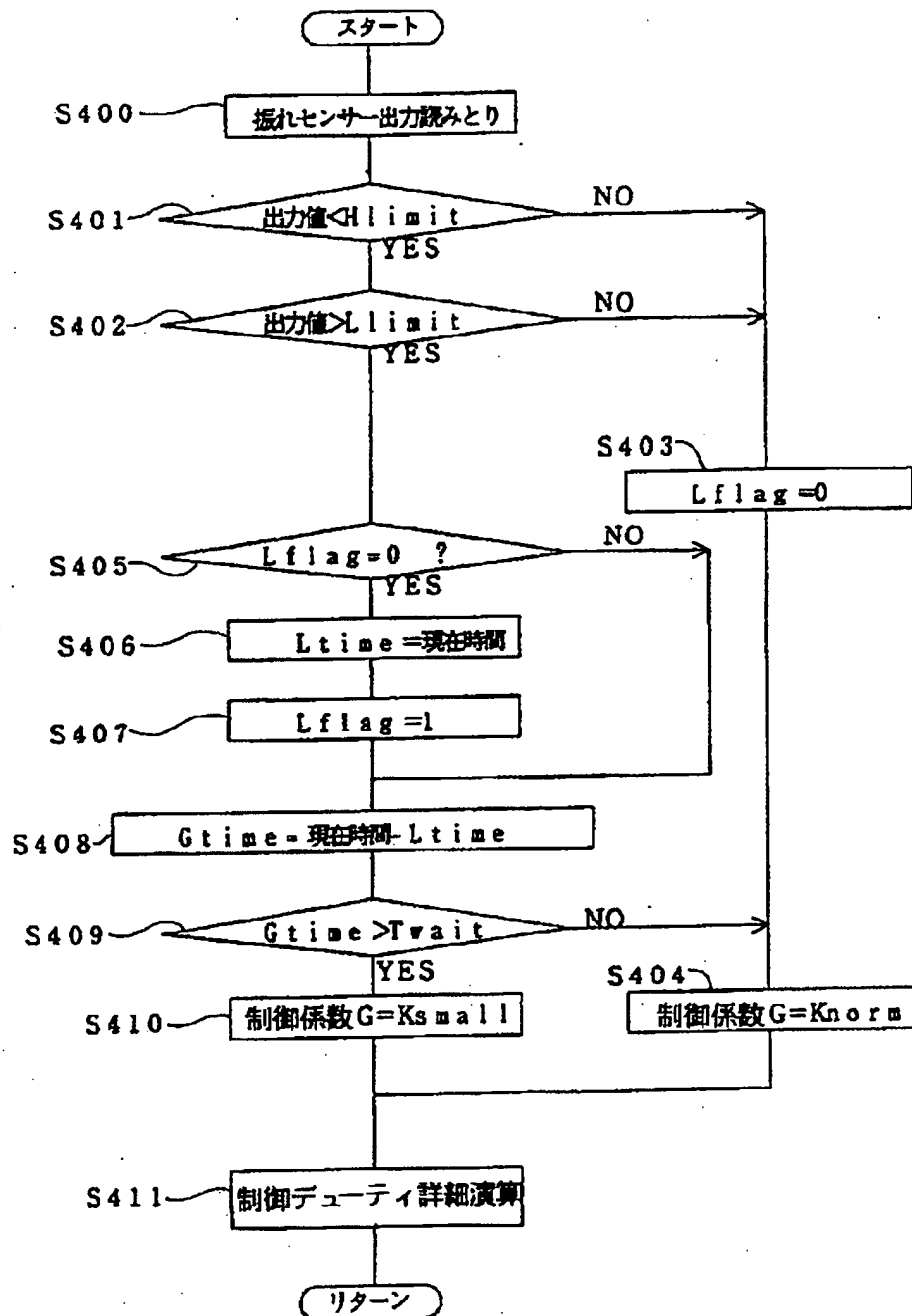 スタート
S400
振れセンサー出力読みとり
S401
出力値<Hlimit
NO
YES
S402
出力値>Llimit
NO
YES
S403
Lflag=0
S405
Lflag=0 ?
NO
YES
S406
Ltime=現在時間
S407
Lflag=1
S408
Gtime=現在時間-Ltime
S409
Gtime>Twait
NO
YES
S404
S410
制御係数G=Ksmall
制御係数G=Knorm
S411
制御デューティ詳細演算
リターン